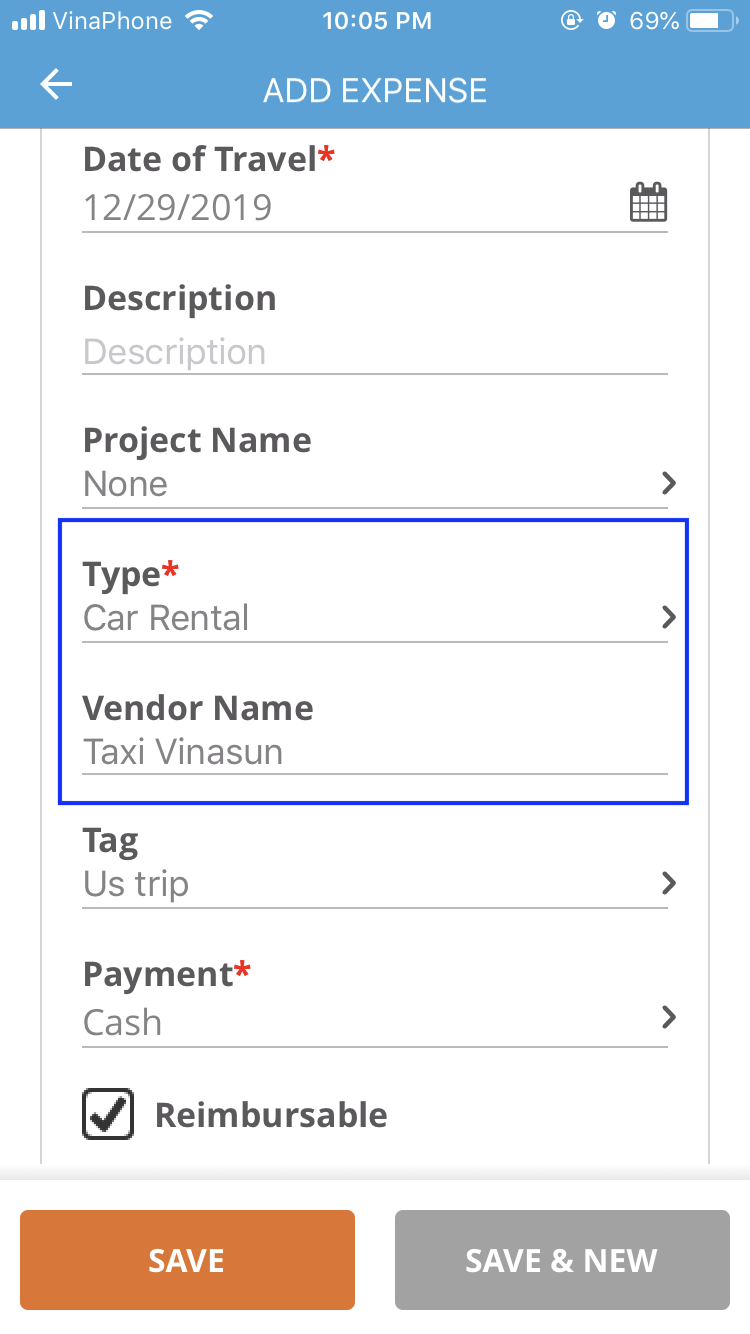 VinaPhone 10:05 PM 69%
ADD EXPENSE
Date of Travel*
12/29/2019
Description
Description
Project Name
None
Type*
Car Rental
Vendor Name
Taxi Vinasun
Tag
Us trip
Payment*
Cash
Reimbursable
SAVE SAVE & NEW